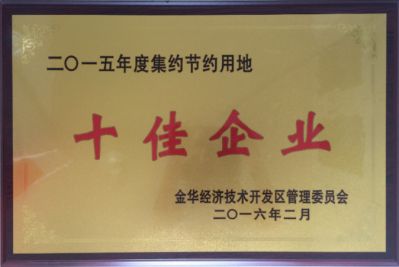 二〇一五年度集约节约用地
十佳企业
金华经济技术开发区管理委员会
二〇一六年二月